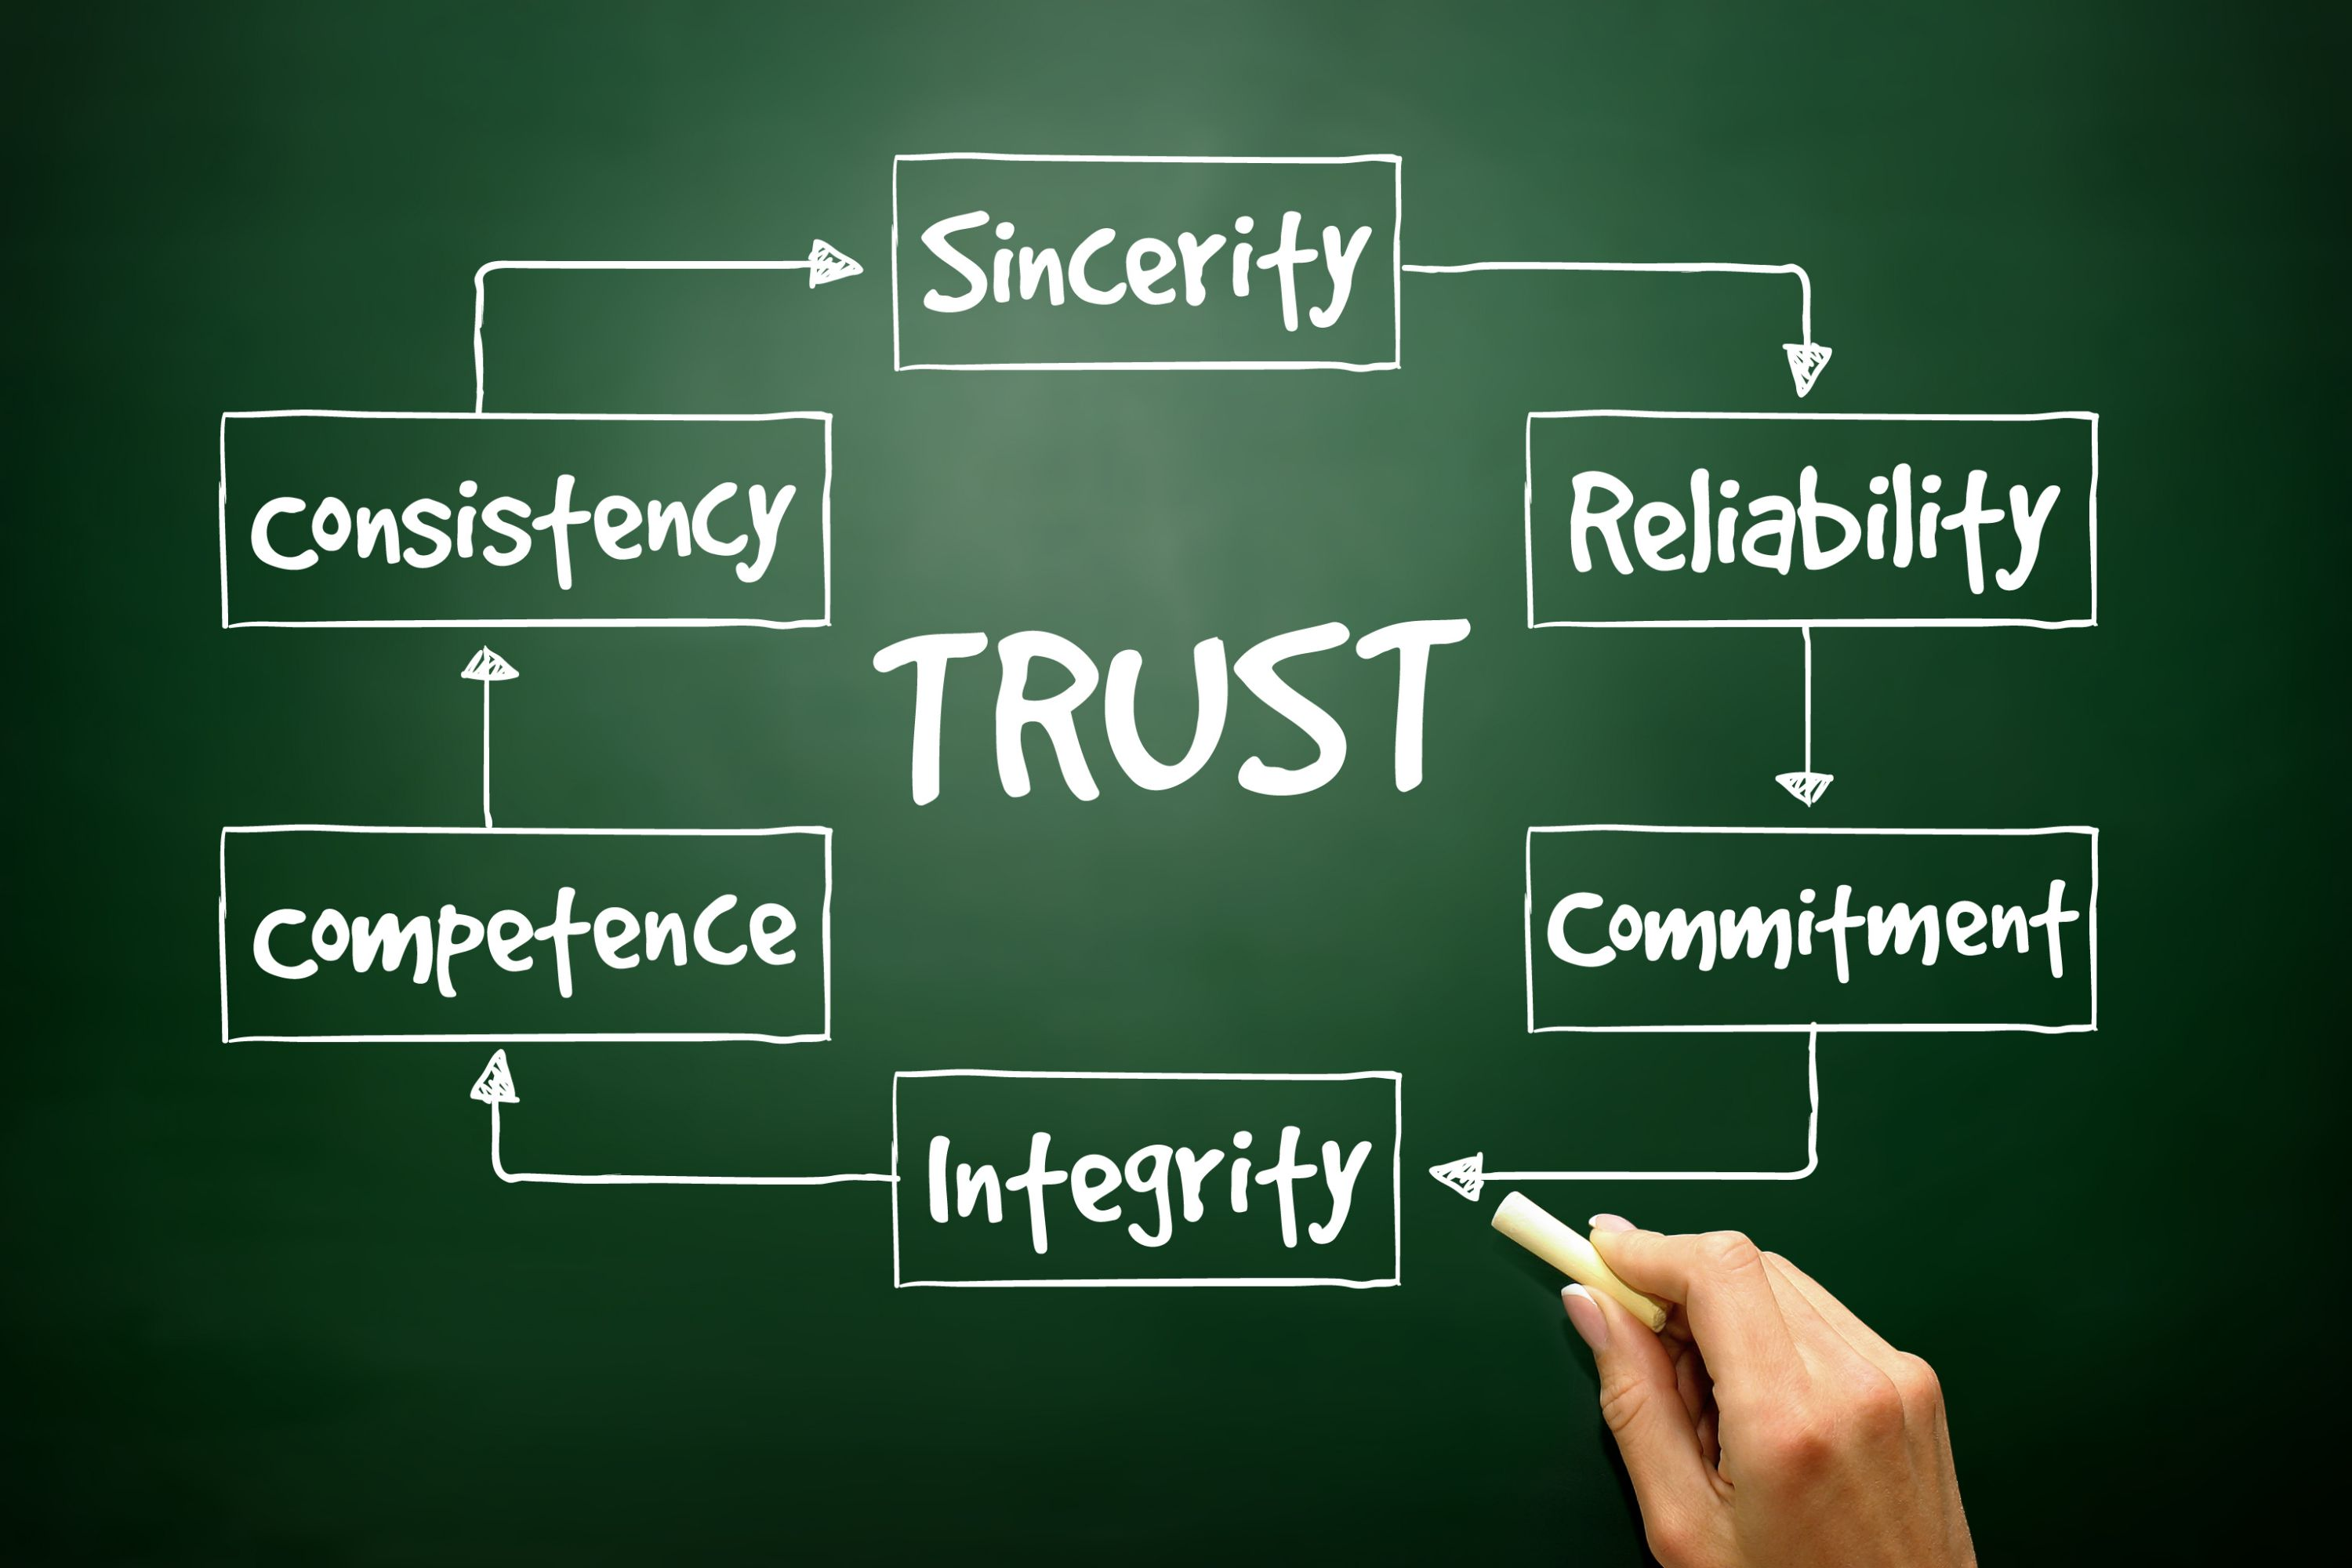 Sincerity
Consistency
Reliability
TRUST
Competence
Commitment
Integrity